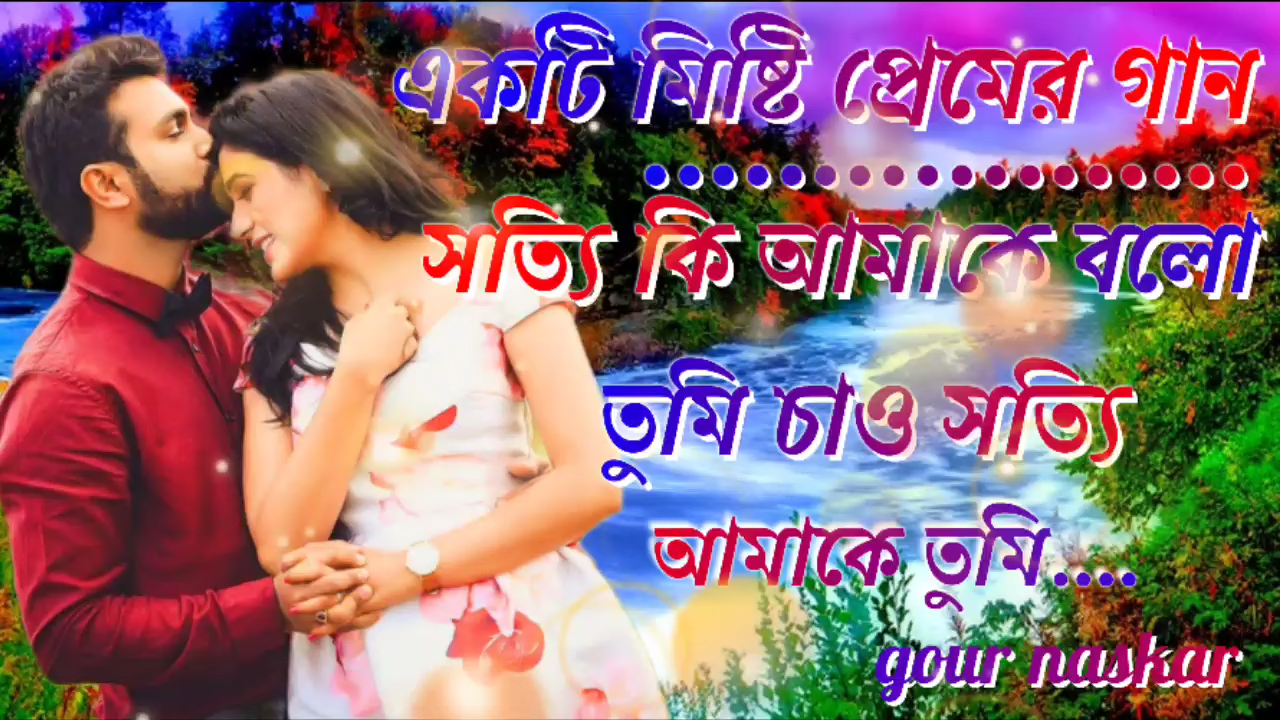 একটি মিষ্টি প্রেমের গান
..................
সত্যি কি আমাকে বলো
তুমি চাও সত্যি
আমাকে তুমি....
gour naskar